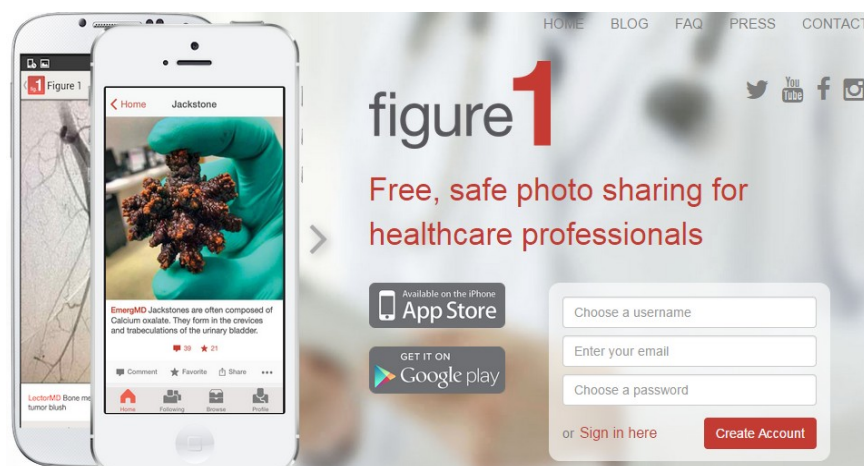 HOME BLOG FAQ PRESS CONTACT
You
Tube
figure1
Free, safe photo sharing for
healthcare professionals
Available on the iPhone
App Store
GET IT ON
Google play
Choose a username
Enter your email
Choose a password
or Sign in here
Create Account
1 Figure 1
LectorMD Bone me
tumor blush
Home
Jackstone
EmergMD Jackstones are often composed of
Calcium oxalate. They form in the crevices
and trabeculations of the urinary bladder.
39 21
Comment Favorite Share
Home Following Browse Profile